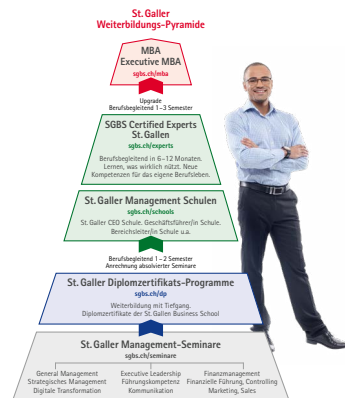 St. Galler
Weiterbildungs-Pyramide
MBA
Executive MBA
sgbs.ch/mba
Upgrade
Berufsbegleitend 1–3 Semester
SGBS Certified Experts
St. Gallen
sgbs.ch/experts
Berufsbegleitend in 6–12 Monaten.
Lernen, was wirklich nützt. Neue
Kompetenzen für das eigene Berufsleben.
St. Galler Management Schulen
sgbs.ch/schools
St. Galler CEO Schule. Geschäftsführer/in Schule.
Bereichsleiter/in Schule u.a.
Berufsbegleitend 1–2 Semester
Anrechnung absolvierter Seminare
St. Galler Diplomzertifikats-Programme
sgbs.ch/dp
Weiterbildung mit Tiefgang.
Diplomzertifikate der St. Gallen Business School
St. Galler Management-Seminare
sgbs.ch/seminare
General Management
Strategisches Management
Digitale Transformation
Executive Leadership
Führungskompetenz
Kommunikation
Finanzmanagement
Finanzielle Führung, Controlling
Marketing, Sales